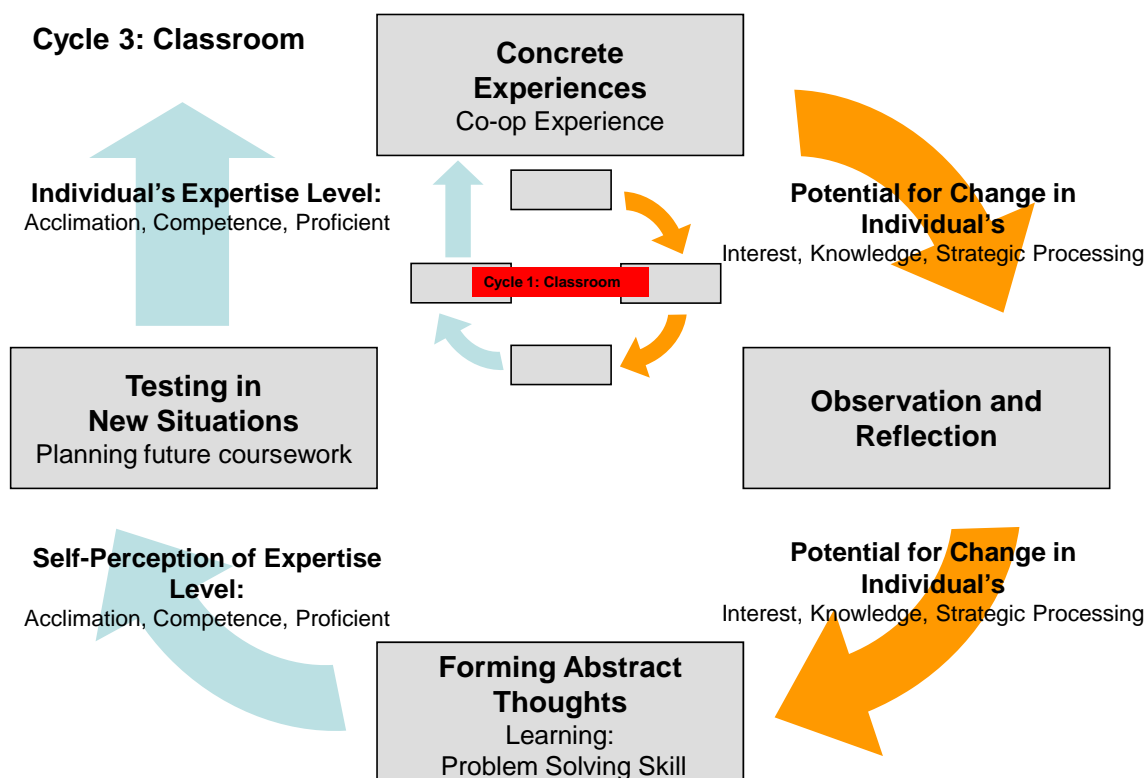 Cycle 3: Classroom
Concrete
Experiences
Co-op Experience
Individual's Expertise Level:
Acclimation, Competence, Proficient
Potential for Change in
Individual's
Interest, Knowledge, Strategic Processing
Cycle 1: Classroom
Testing in
New Situations
Planning future coursework
Observation and
Reflection
Self-Perception of Expertise
Level:
Acclimation, Competence, Proficient
Potential for Change in
Individual's
Interest, Knowledge, Strategic Processing
Forming Abstract
Thoughts
Learning:
Problem Solving Skill